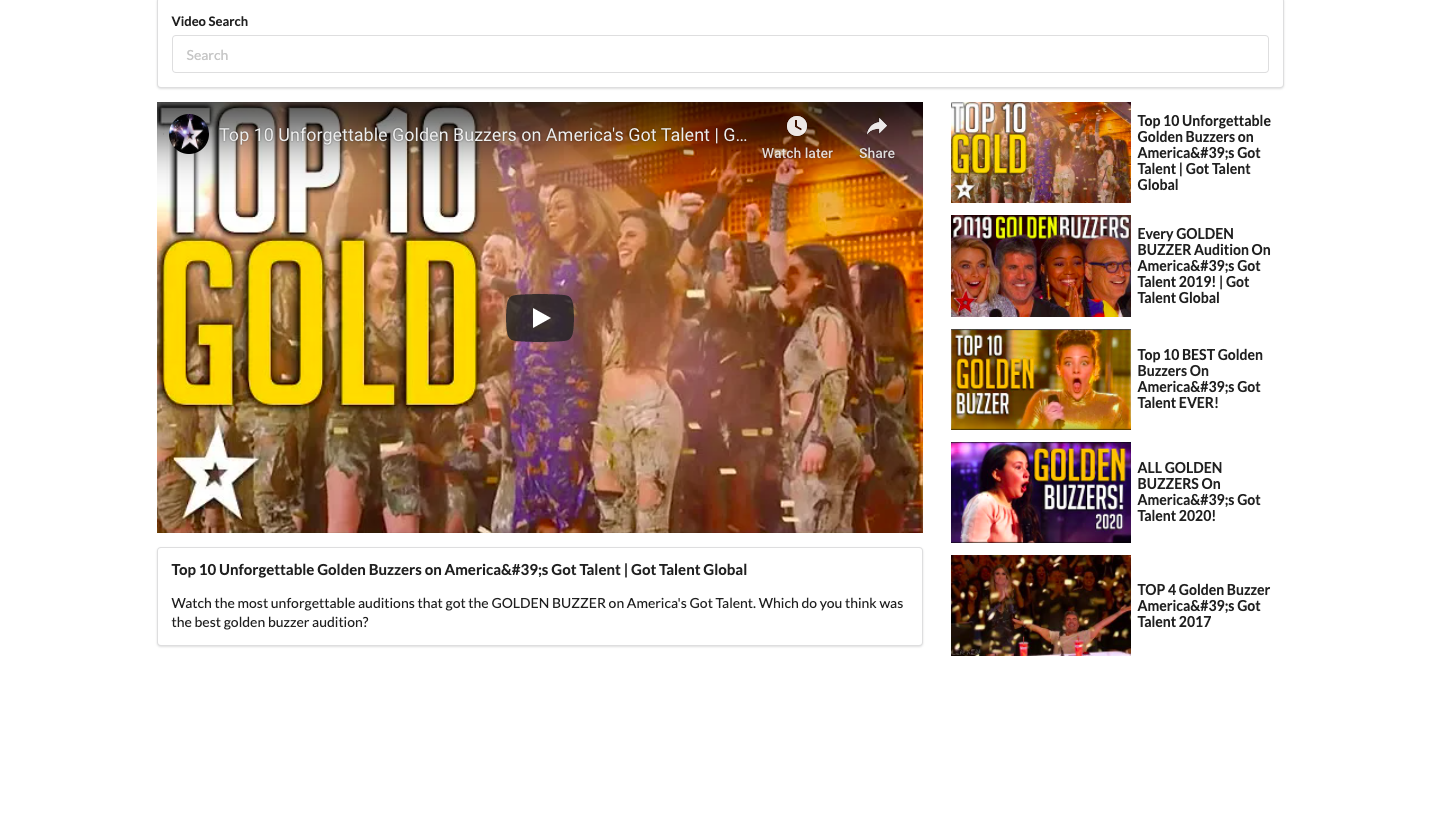 Video Search
Search
TOP 10
GOLD
Top 10 Unforgettable Golden Buzzers on America's Got Talent | G...
Watch later
Share
Top 10 Unforgettable Golden Buzzers on America&#39;s Got Talent | Got Talent Global
Watch the most unforgettable auditions that got the GOLDEN BUZZER on America's Got Talent. Which do you think was
the best golden buzzer audition?
TOP 10
GOLD
Top 10 Unforgettable
Golden Buzzers on
America&#39;s Got
Talent | Got Talent
Global
2019 GOLDEN BUZZERS
Every GOLDEN
BUZZER Audition On
America&#39;s Got
Talent 2019! | Got
Talent Global
TOP 10
GOLDEN
BUZZER
Top 10 BEST Golden
Buzzers On
America&#39;s Got
Talent EVER!
GOLDEN
BUZZERS!
2020
ALL GOLDEN
BUZZERS On
America&#39;s Got
Talent 2020!
TOP 4 Golden Buzzer
America&#39;s Got
Talent 2017